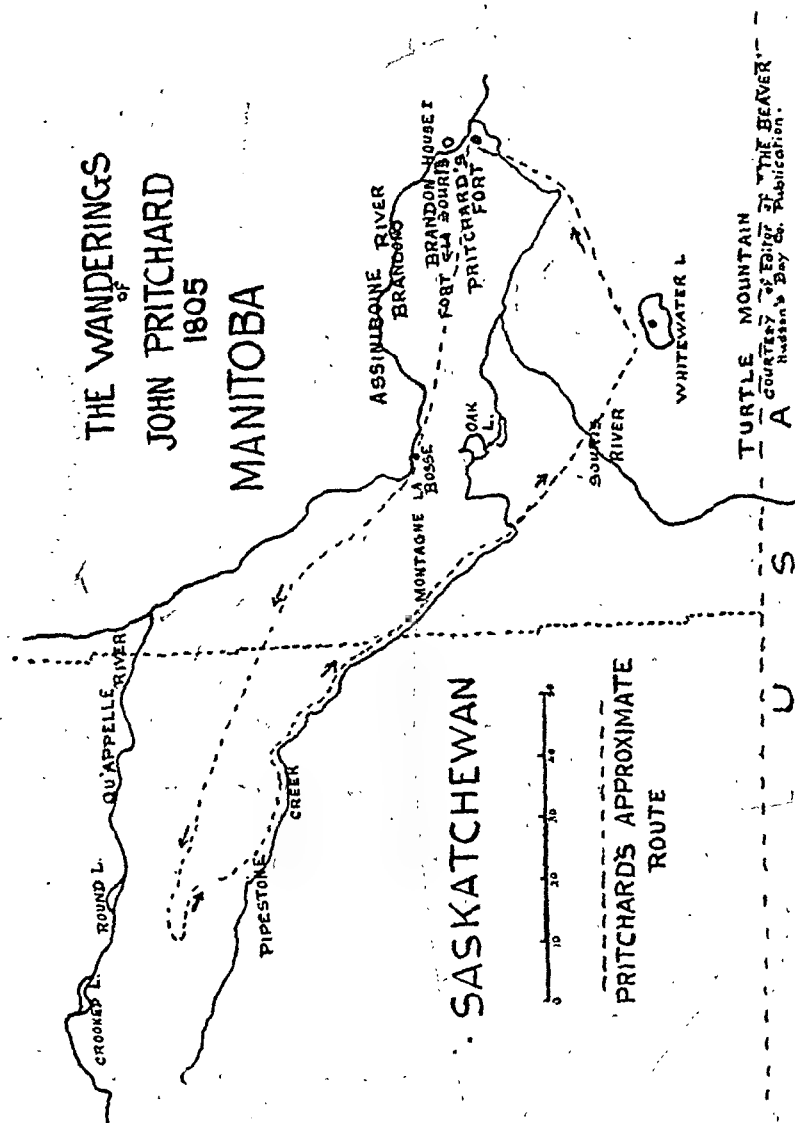 THE WANDERINGS
OF
JOHN PRITCHARD
1805
MANITOBA
ASSINIBOINE RIVER
BRANDON
BRANDON HOUSE I
FORT SOURIS
PRITCHARD'S
FORT
MONTAGNE LA
BOSSE
OAK
L.
SOURIS
RIVER
WHITEWATER L
TURTLE MOUNTAIN
COURTESY of Editor of "THE BEAVER"
Hudson's Bay Co. Publication.
QU'APPELLE
RIVER
ROUND L.
CROOKED L.
PIPESTONE
CREEK
SASKATCHEWAN
0 10 20 30 40 50
PRITCHARD'S APPROXIMATE
ROUTE
U S A